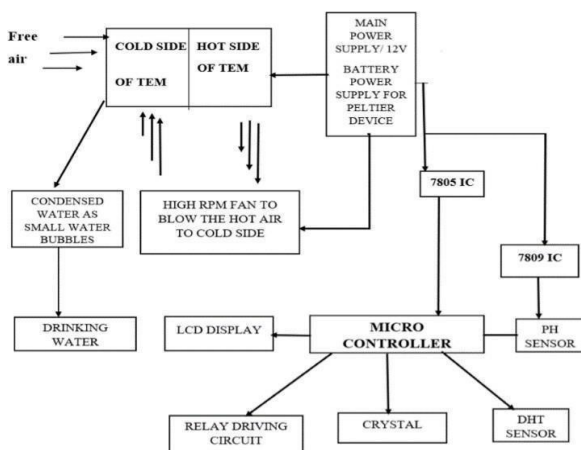 Free
air
COLD SIDE
OF TEM
HOT SIDE
OF TEM
MAIN
POWER
SUPPLY/ 12V
BATTERY
POWER
SUPPLY FOR
PELTIER
DEVICE
7805 IC
CONDENSED
WATER AS
SMALL WATER
BUBBLES
HIGH RPM FAN TO
BLOW THE HOT AIR
TO COLD SIDE
7809 IC
DRINKING
WATER
LCD DISPLAY
MICRO
CONTROLLER
PH
SENSOR
RELAY DRIVING
CIRCUIT
CRYSTAL
DHT
SENSOR